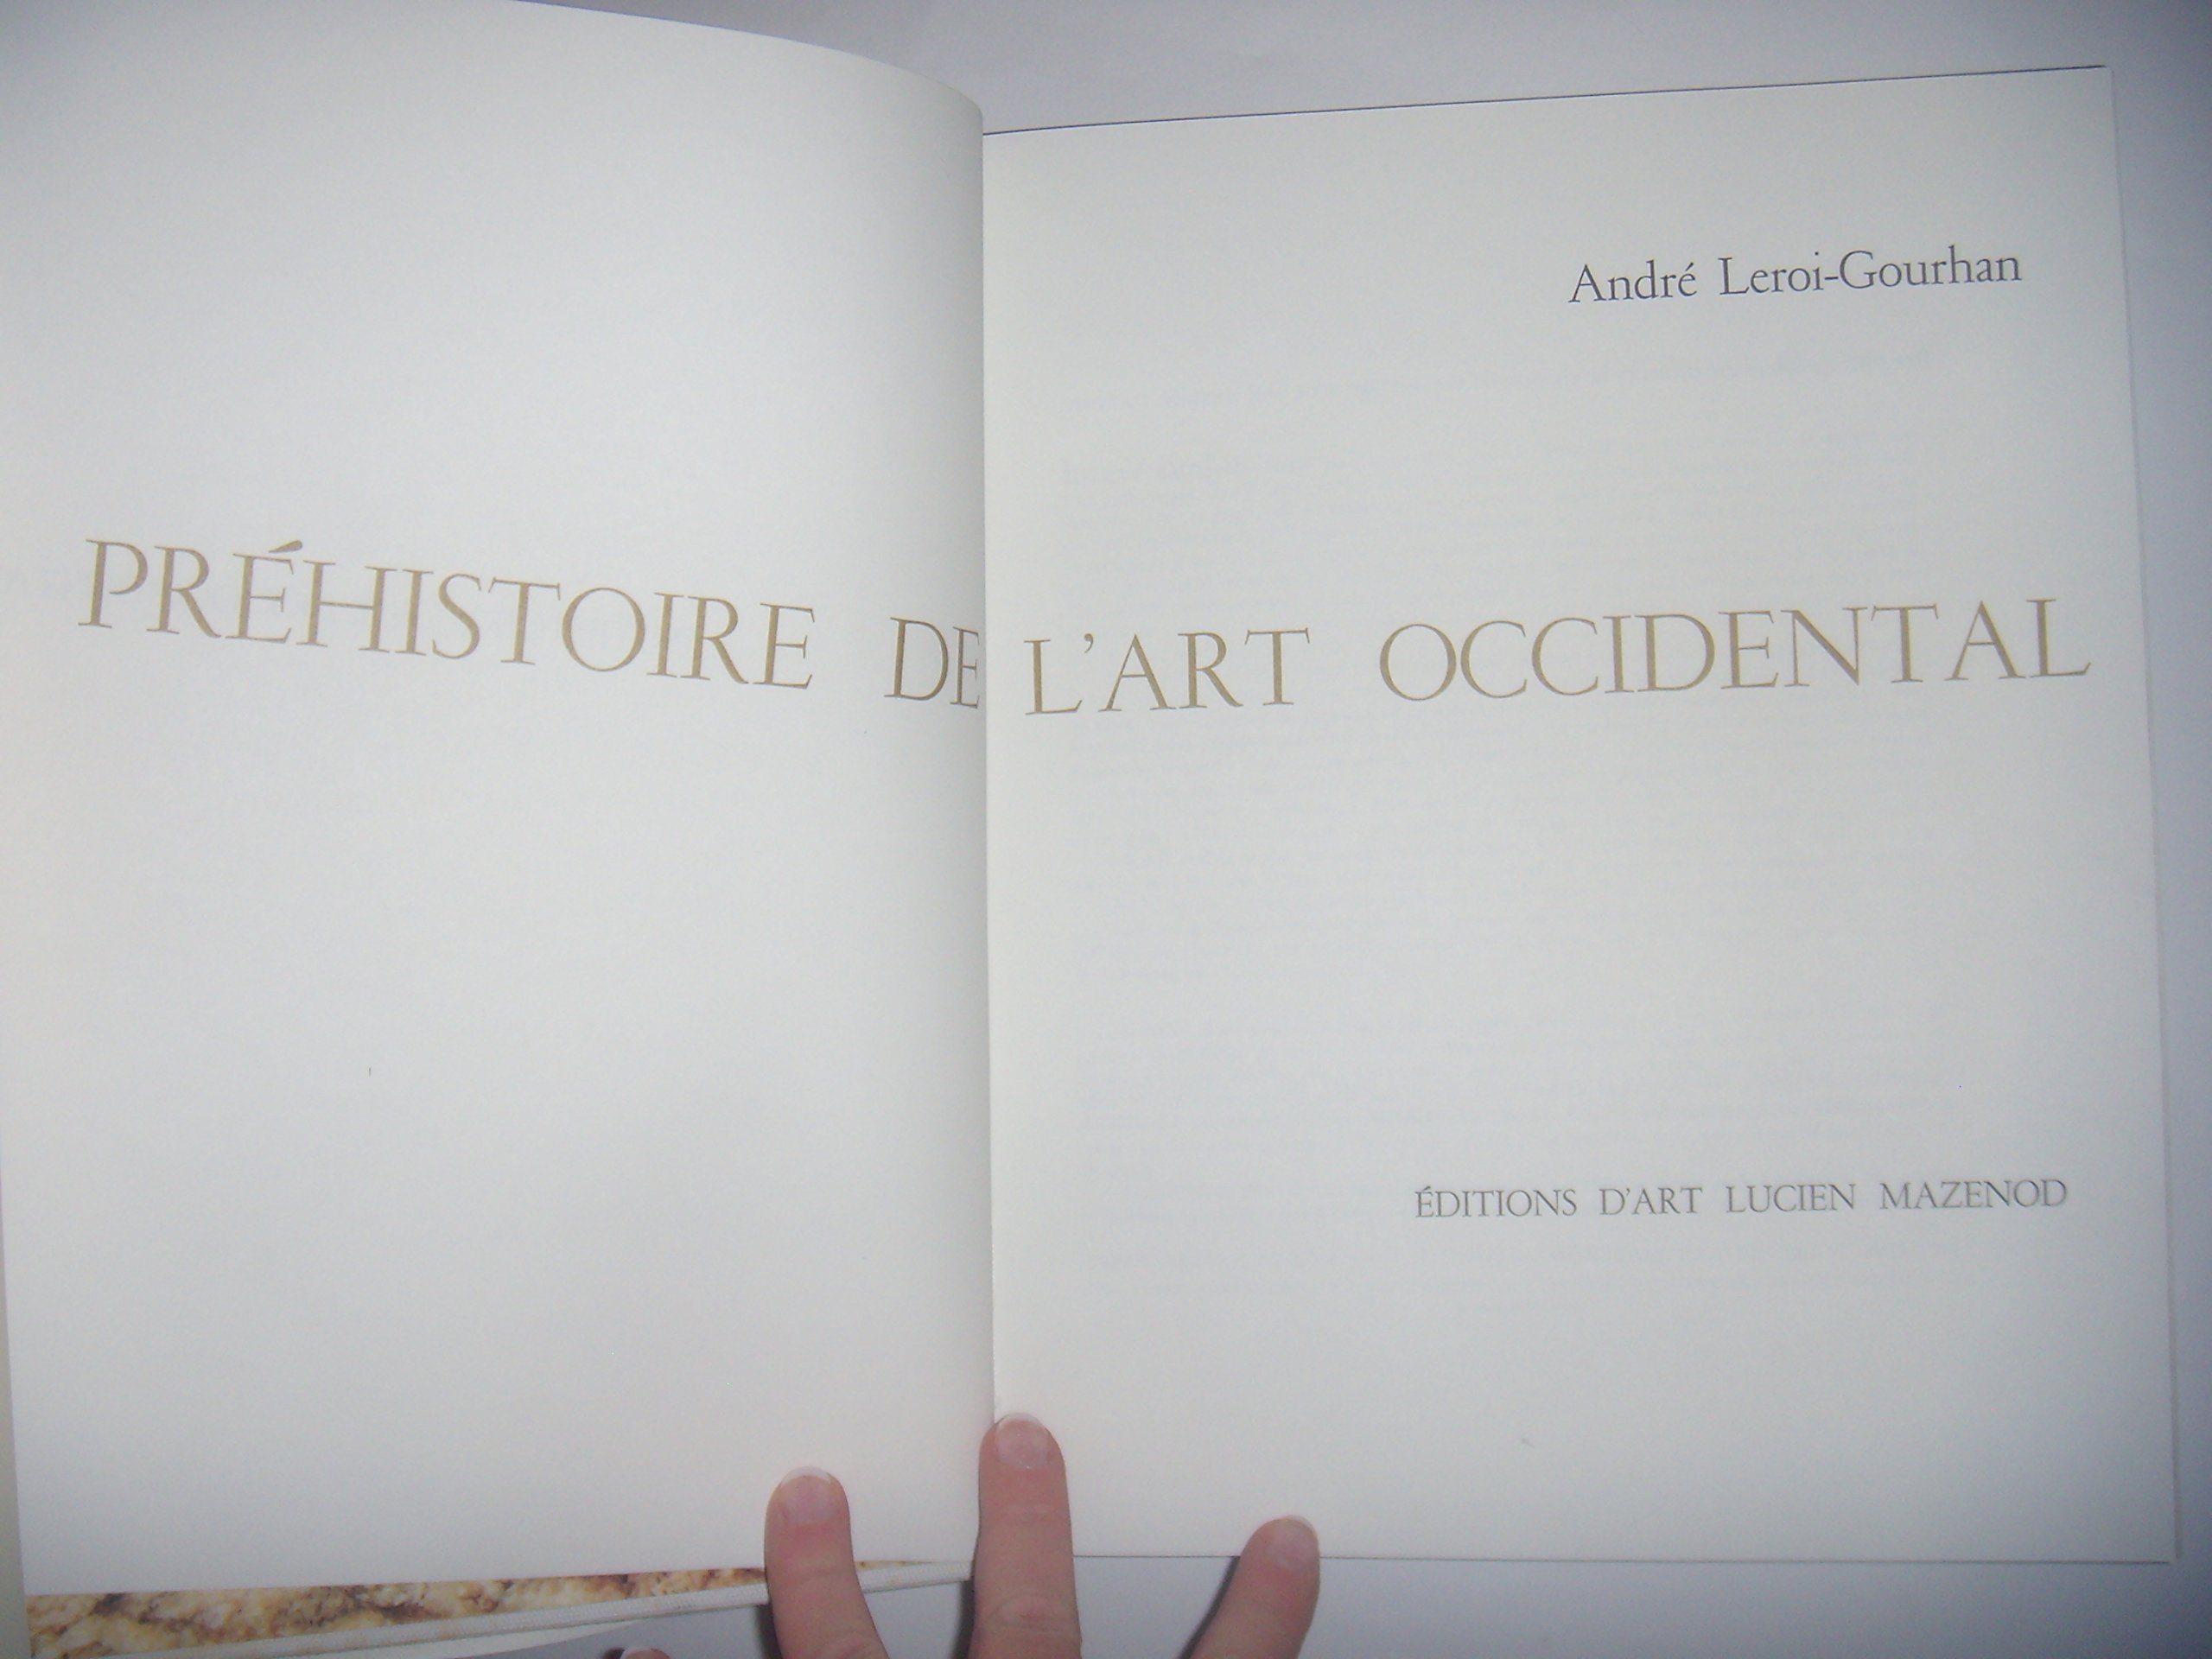 André Leroi-Gourhan
PRÉHISTOIRE DE L’ART OCCIDENTAL
ÉDITIONS D’ART LUCIEN MAZENOD